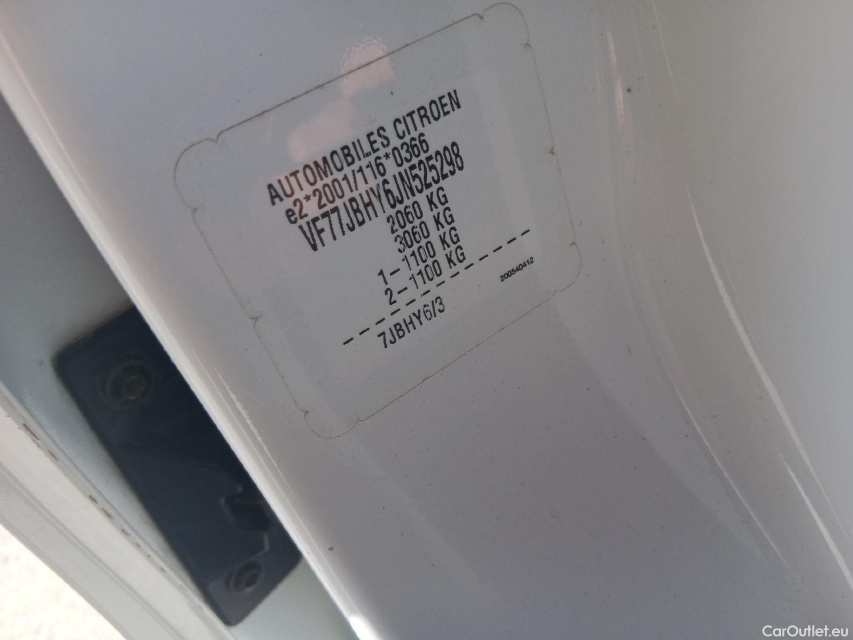 AUTOMOBILES CITROEN
e2*2001/116*0366
VF77JBHY6JN525298
2060 KG
3060 KG
1-1100 KG
2-1100 KG
200540412
7JBHY6/3
CarOutlet.eu